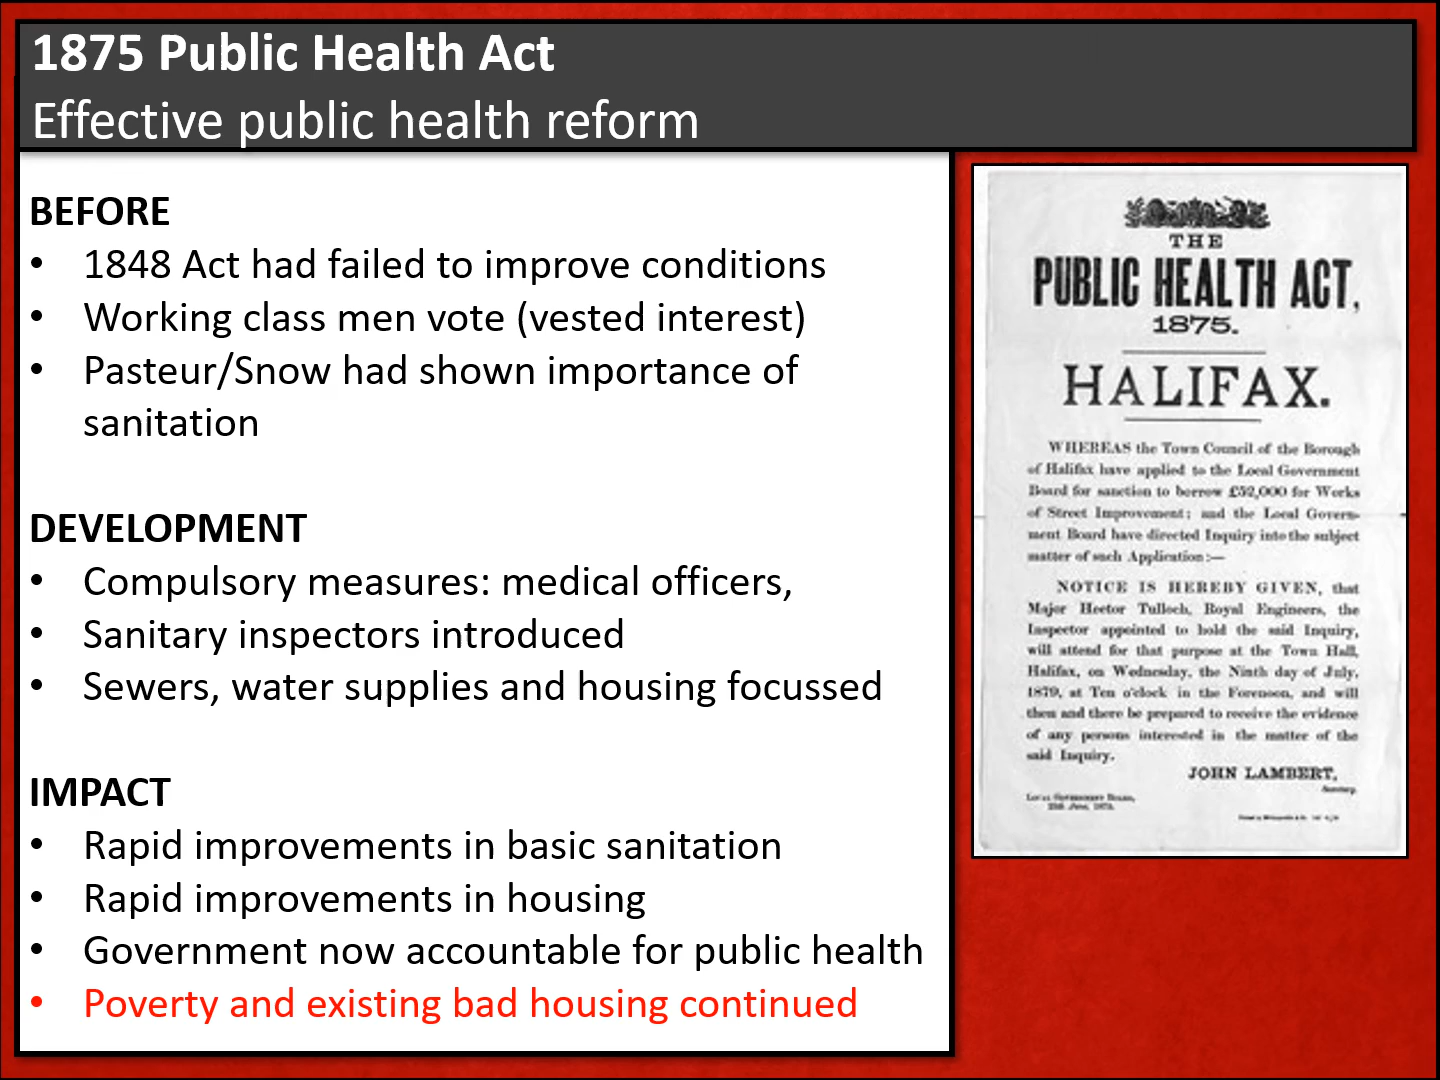 1875 Public Health Act
Effective public health reform
BEFORE
• 1848 Act had failed to improve conditions
• Working class men vote (vested interest)
• Pasteur/Snow had shown importance of
sanitation
DEVELOPMENT
• Compulsory measures: medical officers,
• Sanitary inspectors introduced
• Sewers, water supplies and housing focussed
IMPACT
• Rapid improvements in basic sanitation
• Rapid improvements in housing
• Government now accountable for public health
• Poverty and existing bad housing continued
THE
PUBLIC HEALTH ACT,
1875.
HALIFAX.
WHEREAS the Town Council of the Borough
of Halifax have applied to the Local Government
Board for sanction to borrow £52,000 for Works
of Street Improvement; and the Local Govern-
ment Board have directed Inquiry into the subject
matter of such Application:—
NOTICE IS HEREBY GIVEN, that
Major Hector Tulloch, Royal Engineers, the
Inspector appointed to hold the said Inquiry,
will attend for that purpose at the Town Hall,
Halifax, on Wednesday, the Ninth day of July,
1879, at Ten o'clock in the Forenoon, and will
then and there be prepared to receive the evidence
of any persons interested in the matter of the
said Inquiry.
JOHN LAMBERT,
Secretary.
Local Government Board,